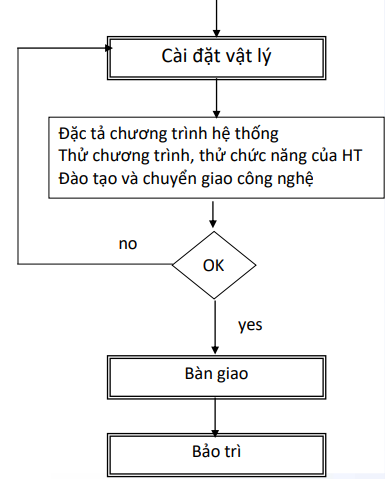 Cài đặt vật lý
Đặc tả chương trình hệ thống
Thử chương trình, thử chức năng của HT
Đào tạo và chuyển giao công nghệ
no
OK
yes
Bàn giao
Bảo trì